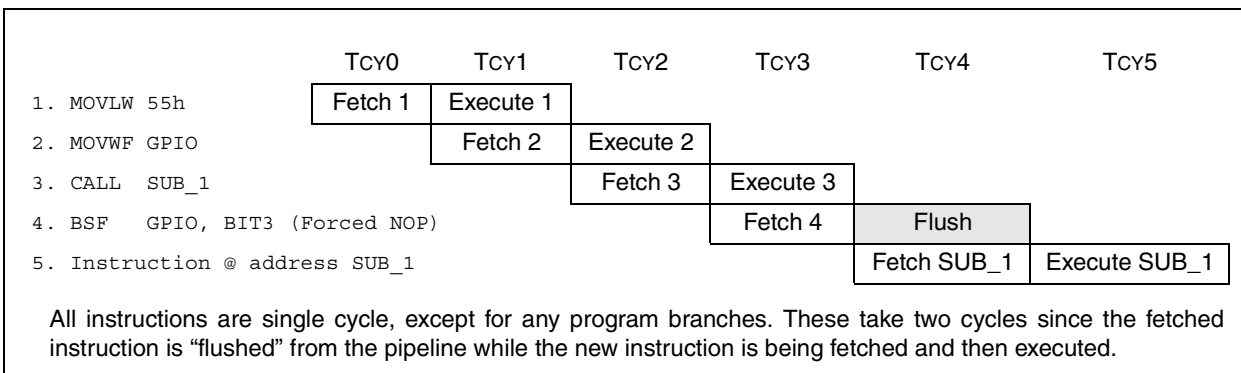 TCY0 TCY1 TCY2 TCY3 TCY4 TCY5
1. MOVLW 55h Fetch 1 Execute 1
2. MOVWF GPIO Fetch 2 Execute 2
3. CALL SUB_1 Fetch 3 Execute 3
4. BSF GPIO, BIT3 (Forced NOP) Fetch 4 Flush
5. Instruction @ address SUB_1 Fetch SUB_1 Execute SUB_1
All instructions are single cycle, except for any program branches. These take two cycles since the fetched
instruction is “flushed” from the pipeline while the new instruction is being fetched and then executed.